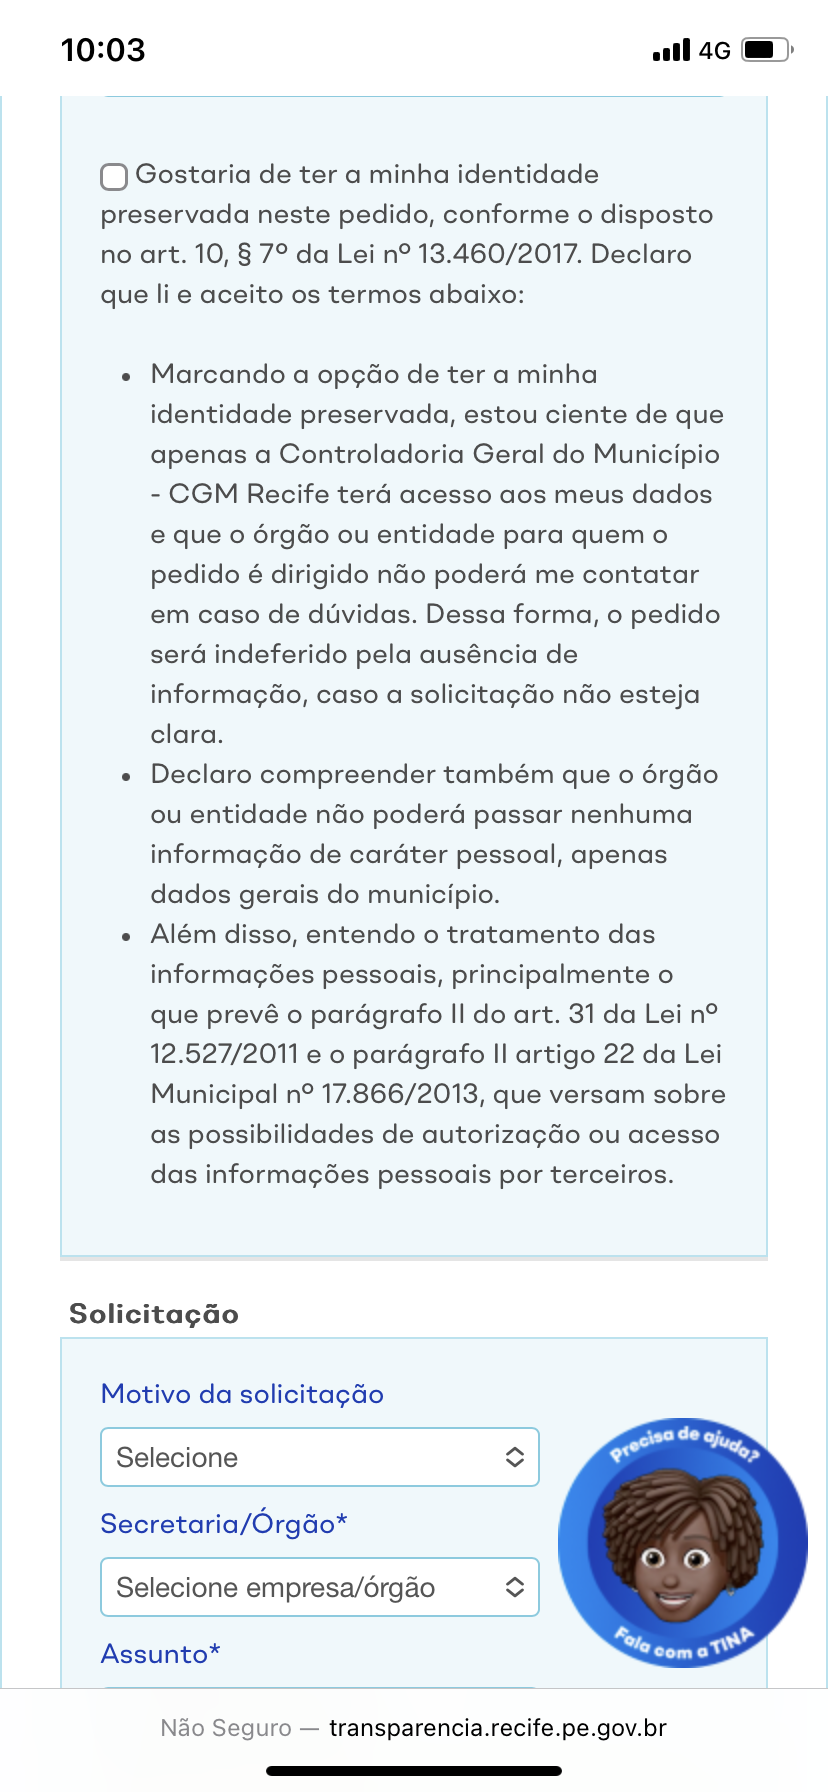 10:03
4G
Gostaria de ter a minha identidade
preservada neste pedido, conforme o disposto
no art. 10, § 7º da Lei nº 13.460/2017. Declaro
que li e aceito os termos abaixo:
• Marcando a opção de ter a minha
identidade preservada, estou ciente de que
apenas a Controladoria Geral do Município
- CGM Recife terá acesso aos meus dados
e que o órgão ou entidade para quem o
pedido é dirigido não poderá me contatar
em caso de dúvidas. Dessa forma, o pedido
será indeferido pela ausência de
informação, caso a solicitação não esteja
clara.
• Declaro compreender também que o órgão
ou entidade não poderá passar nenhuma
informação de caráter pessoal, apenas
dados gerais do município.
• Além disso, entendo o tratamento das
informações pessoais, principalmente o
que prevê o parágrafo II do art. 31 da Lei nº
12.527/2011 e o parágrafo II artigo 22 da Lei
Municipal nº 17.866/2013, que versam sobre
as possibilidades de autorização ou acesso
das informações pessoais por terceiros.
Solicitação
Motivo da solicitação
Selecione
Secretaria/Órgão*
Selecione empresa/órgão
Assunto*
Precisa de ajuda?
Fala com a TINA
Não Seguro — transparencia.recife.pe.gov.br